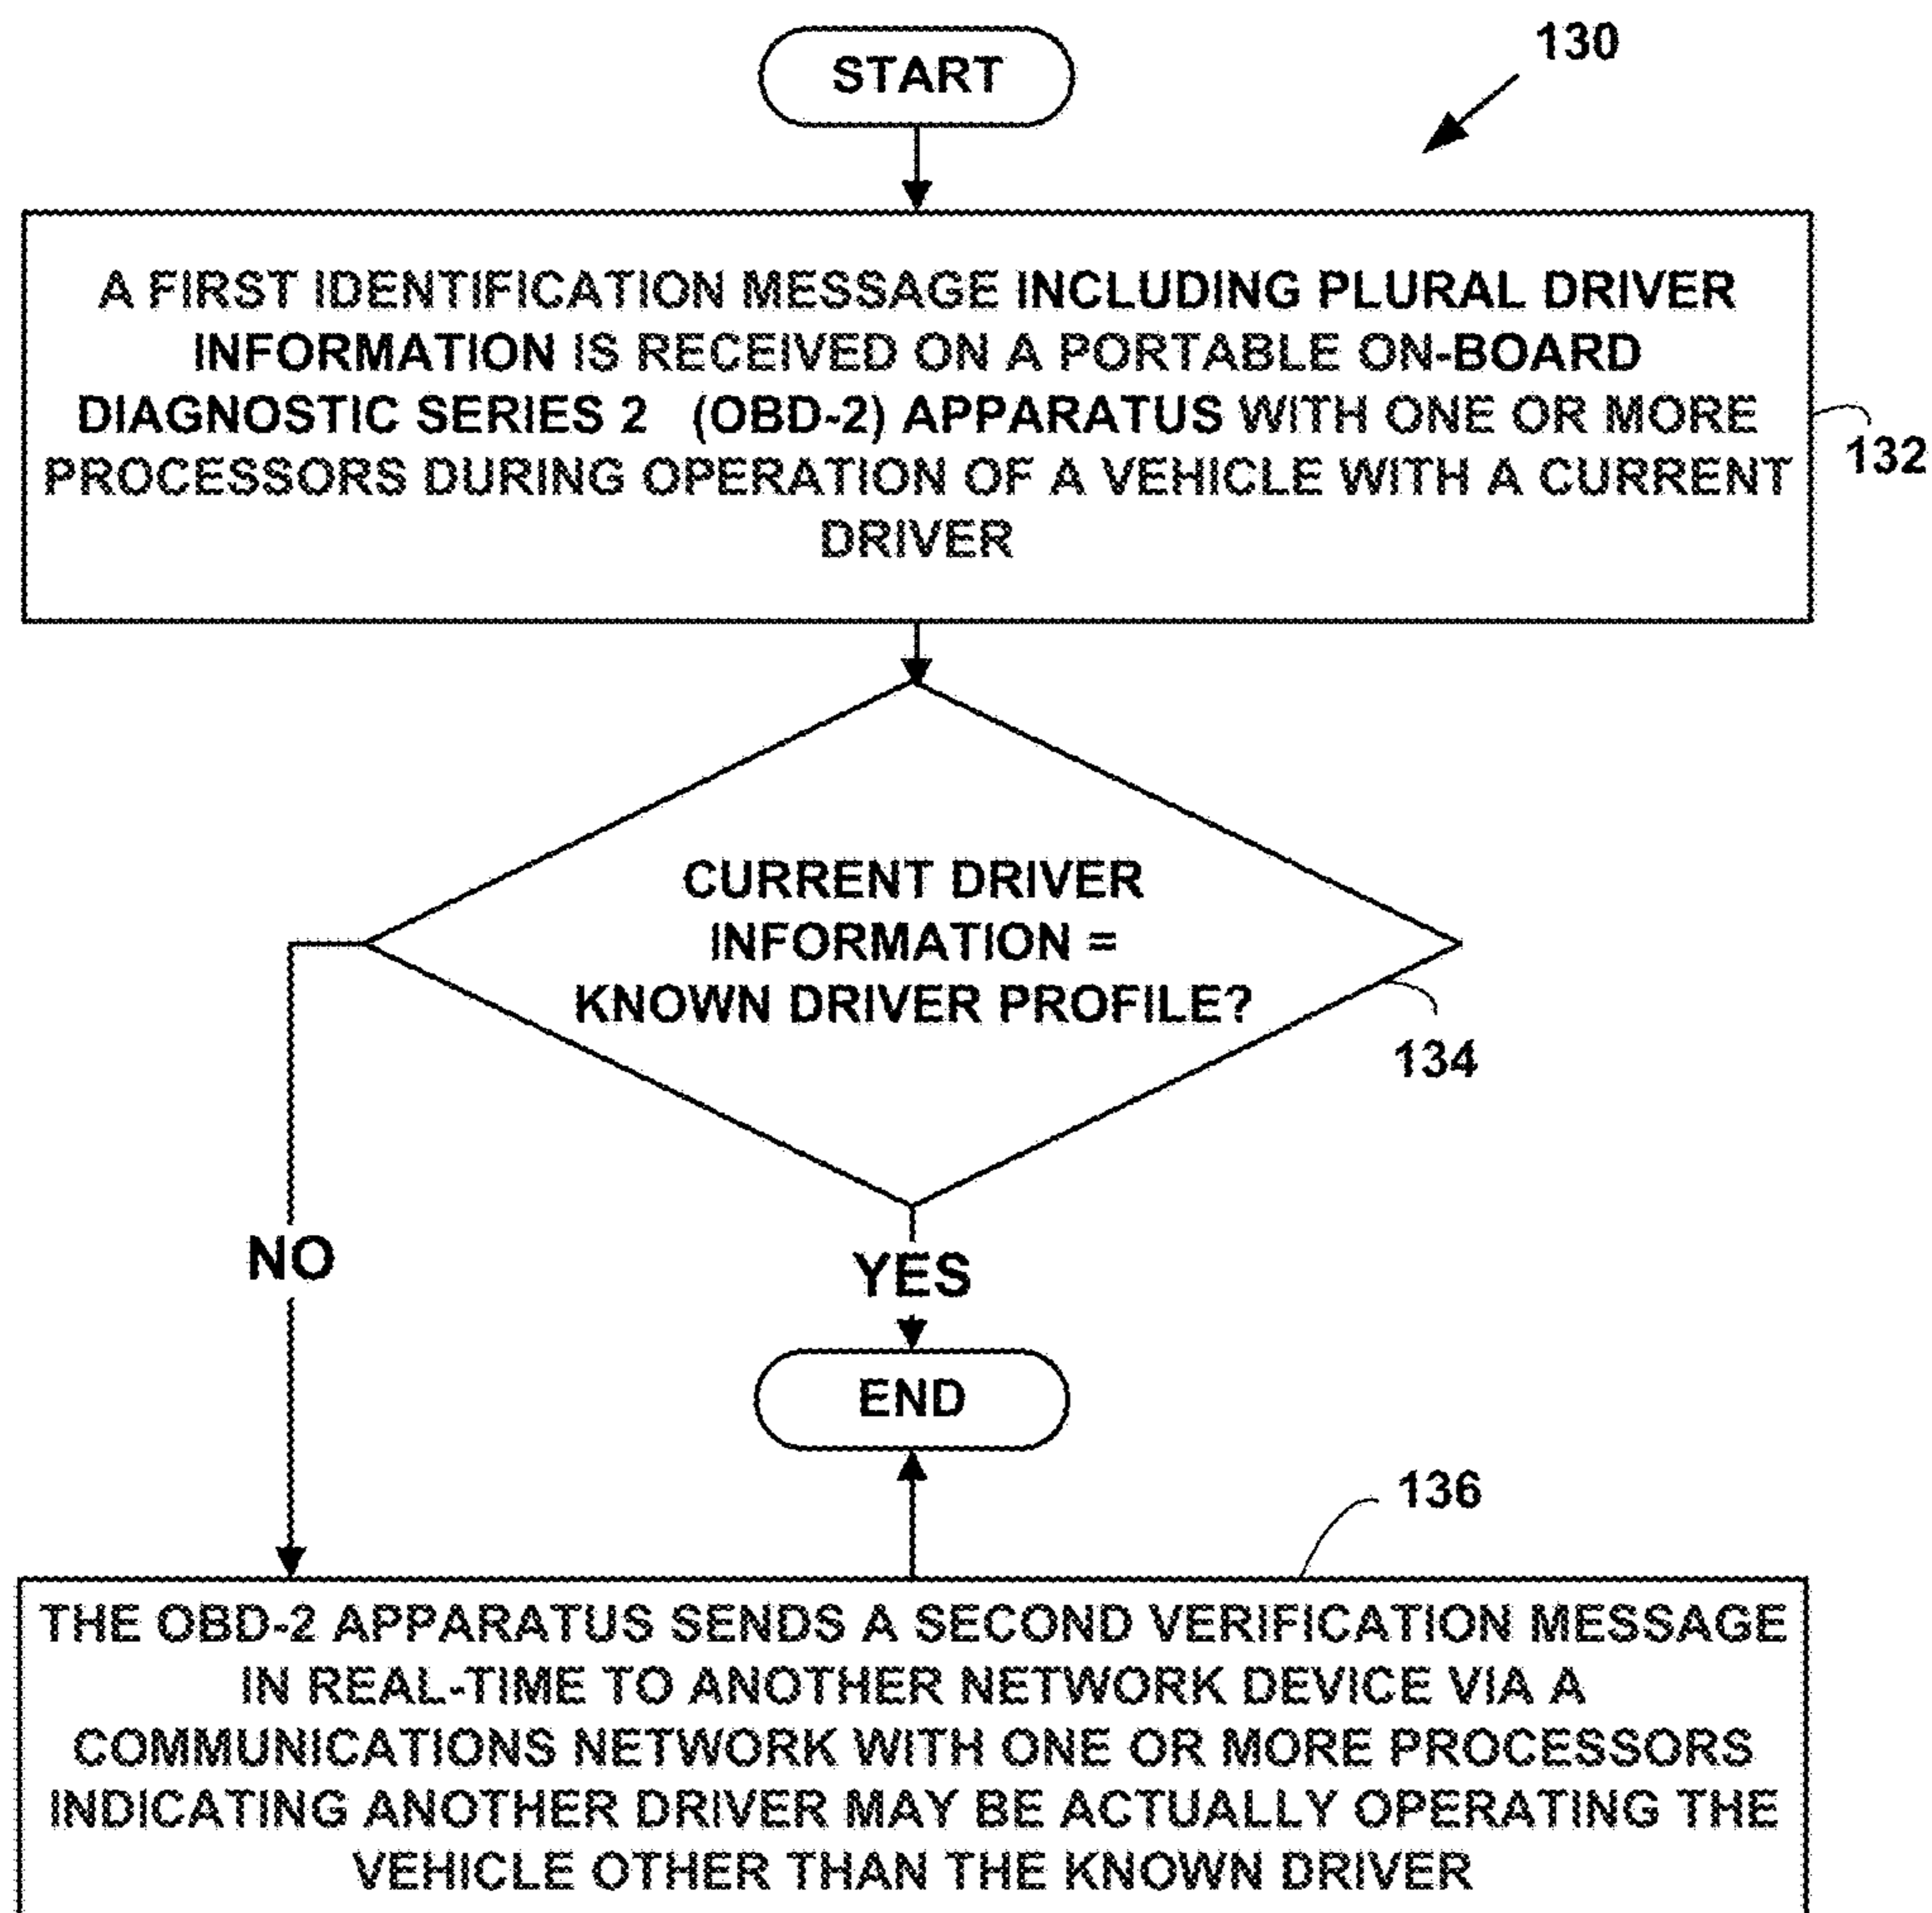 START
130
A FIRST IDENTIFICATION MESSAGE INCLUDING PLURAL DRIVER
INFORMATION IS RECEIVED ON A PORTABLE ON-BOARD
DIAGNOSTIC SERIES 2 (OBD-2) APPARATUS WITH ONE OR MORE
PROCESSORS DURING OPERATION OF A VEHICLE WITH A CURRENT
DRIVER
132
CURRENT DRIVER
INFORMATION =
KNOWN DRIVER PROFILE?
134
NO
YES
END
136
THE OBD-2 APPARATUS SENDS A SECOND VERIFICATION MESSAGE
IN REAL-TIME TO ANOTHER NETWORK DEVICE VIA A
COMMUNICATIONS NETWORK WITH ONE OR MORE PROCESSORS
INDICATING ANOTHER DRIVER MAY BE ACTUALLY OPERATING THE
VEHICLE OTHER THAN THE KNOWN DRIVER